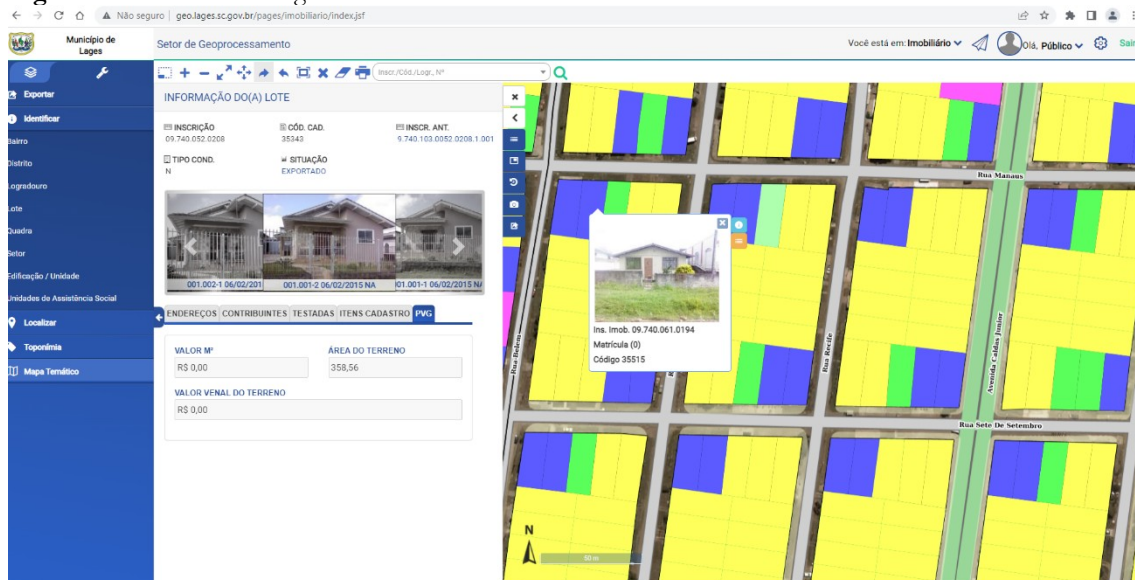 Não seguro | geo.lages.sc.gov.br/pages/imobiliario/index.jsf
Município de
Lages
Setor de Geoprocessamento
Você está em: Imobiliário
Olá, Público
Sair
Inscr./Cód./Logr., Nº
Exportar
Identificar
Bairro
Distrito
Logradouro
Lote
Quadra
Setor
Edificação / Unidade
Unidades de Assistência Social
Localizar
Toponímia
Mapa Temático
INFORMAÇÃO DO(A) LOTE
INSCRIÇÃO
09.740.052.0208
CÓD. CAD.
35343
INSCR. ANT.
9.740.103.0052.0208.1.001
TIPO COND.
N
SITUAÇÃO
EXPORTADO
001.002-1 06/02/201
001.001-2 06/02/2015 NA
01.001-1 06/02/2015 N
ENDEREÇOS CONTRIBUINTES TESTADAS ITENS CADASTRO PVG
VALOR M²
R$ 0,00
ÁREA DO TERRENO
358,56
VALOR VENAL DO TERRENO
R$ 0,00
Rua Manaus
Ins. Imob. 09.740.061.0194
Matrícula (0)
Código 35515
Rua Belem
Rua Recife
Avenida Caldas Junior
Rua Sete De Setembro
N
50 m